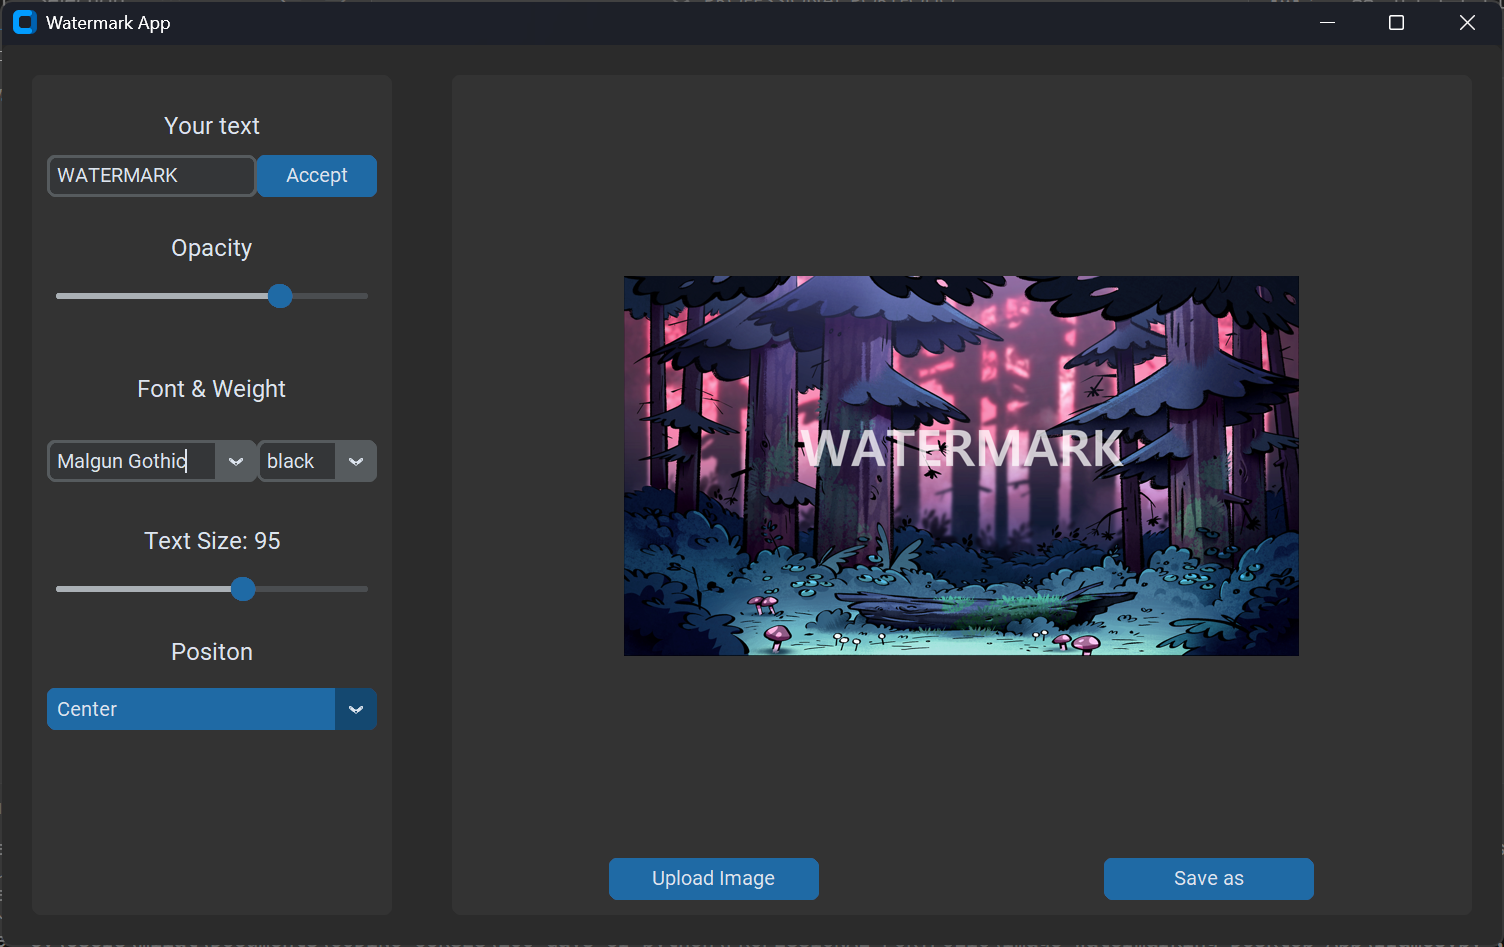 Watermark App
Your text
WATERMARK
Accept
Opacity
Font & Weight
Malgun Gothic
black
Text Size: 95
Positon
Center
WATERMARK
Upload Image
Save as